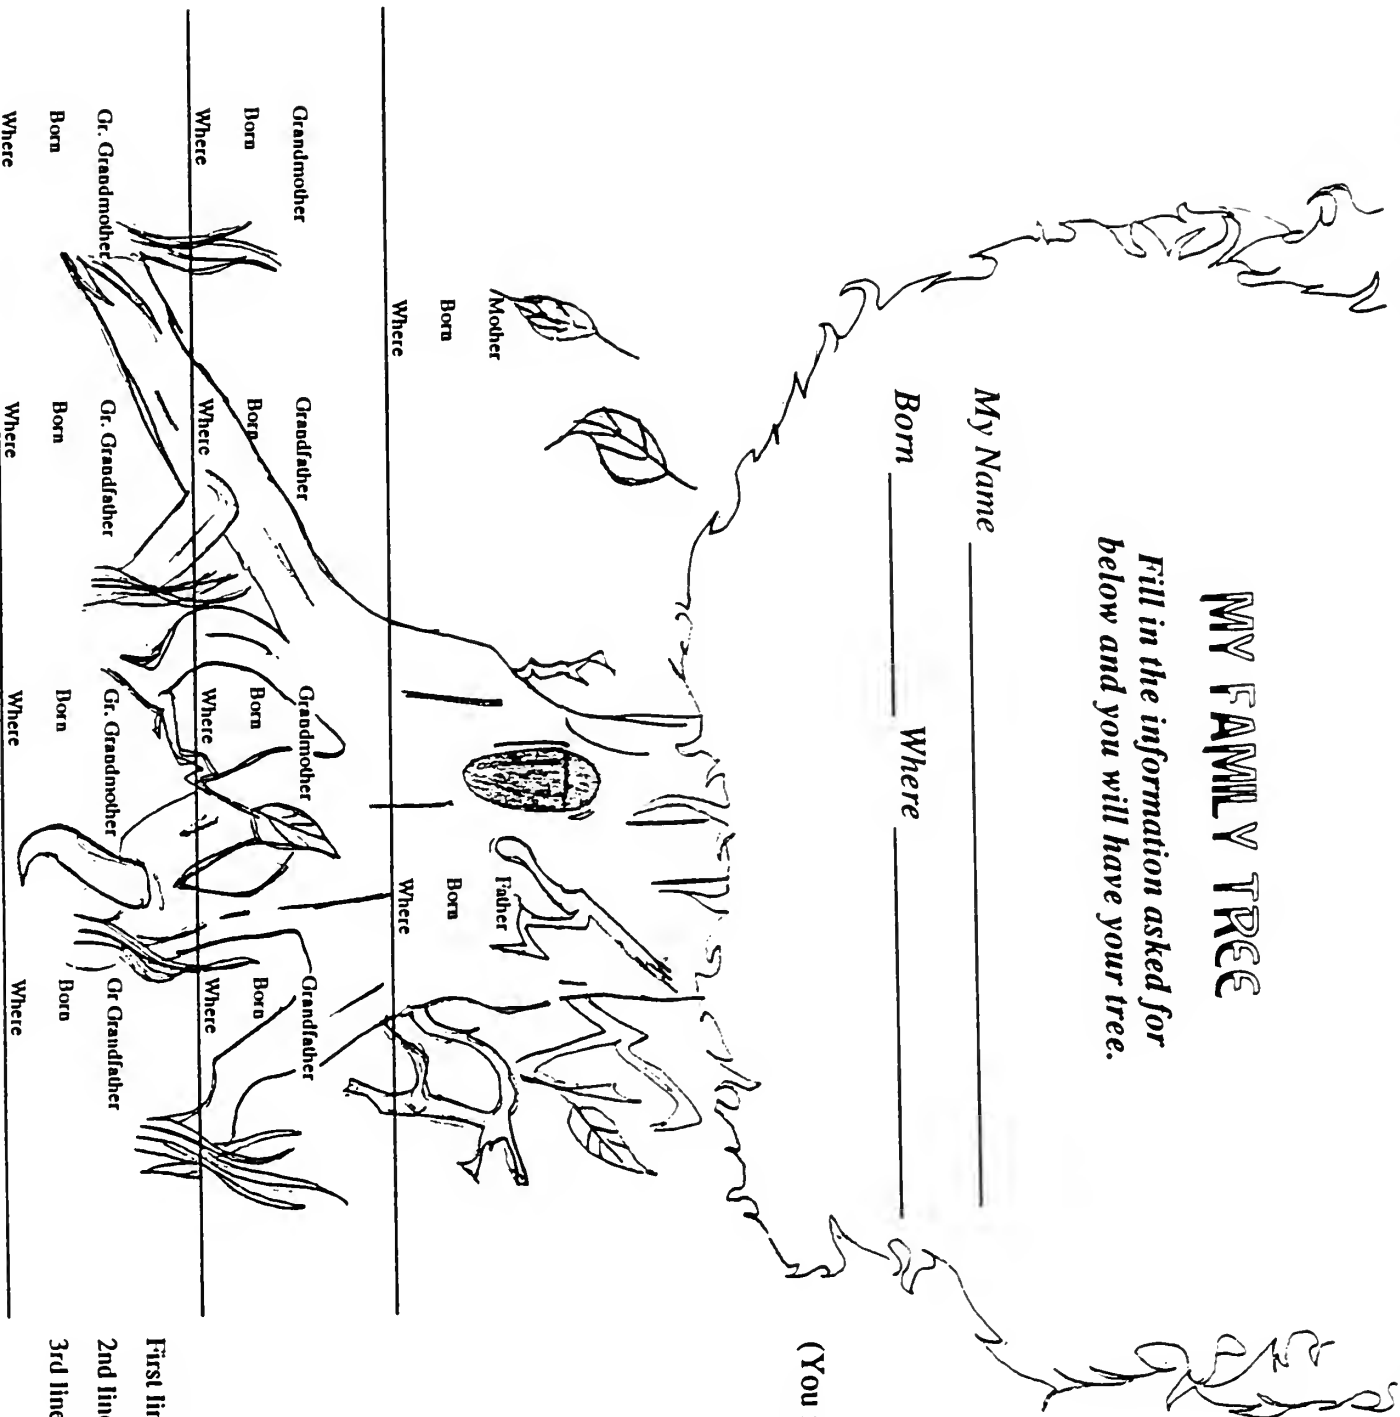 MY FAMILY TREE
Fill in the information asked for
below and you will have your tree.
My Name
Born Where
(You
Mother Father
Born Born
Where Where
Grandmother Grandfather Grandmother Grandfather
Born Born Born Born
Where Where Where Where
First
2nd
3rd line
Gr. Grandmother Gr. Grandfather Gr. Grandmother Gr Grandfather
Born Born Born Born
Where Where Where Where